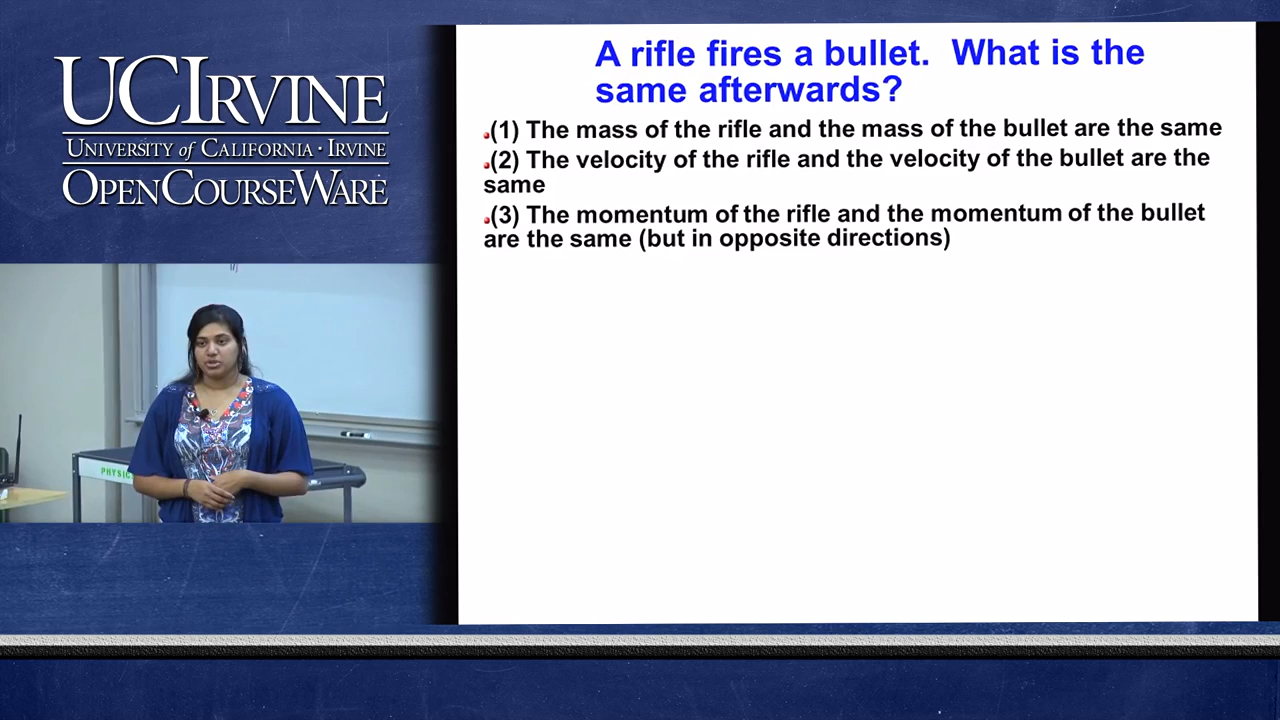 UCIRVINE
UNIVERSITY of CALIFORNIA · IRVINE
OPENCOURSEWARE
A rifle fires a bullet. What is the
same afterwards?
(1) The mass of the rifle and the mass of the bullet are the same
(2) The velocity of the rifle and the velocity of the bullet are the
same
(3) The momentum of the rifle and the momentum of the bullet
are the same (but in opposite directions)
PHYSIC